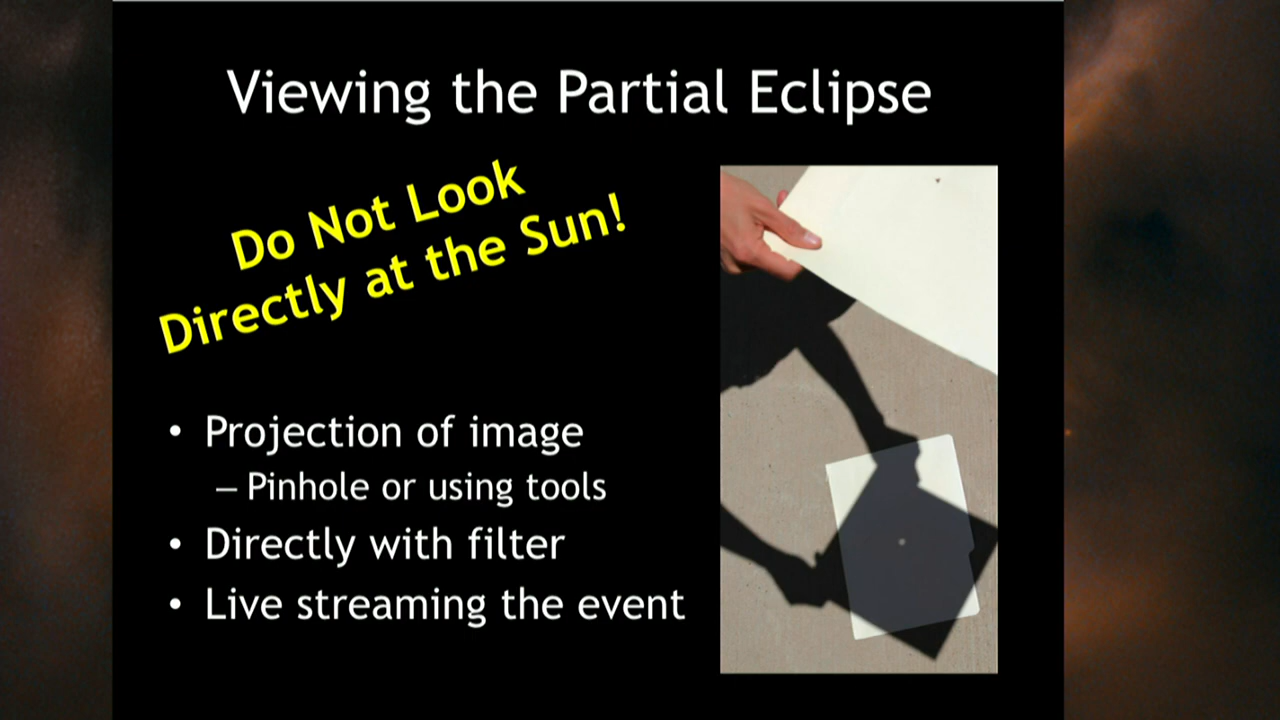 Viewing the Partial Eclipse
Do Not Look
Directly at the Sun!
• Projection of image
– Pinhole or using tools
• Directly with filter
• Live streaming the event